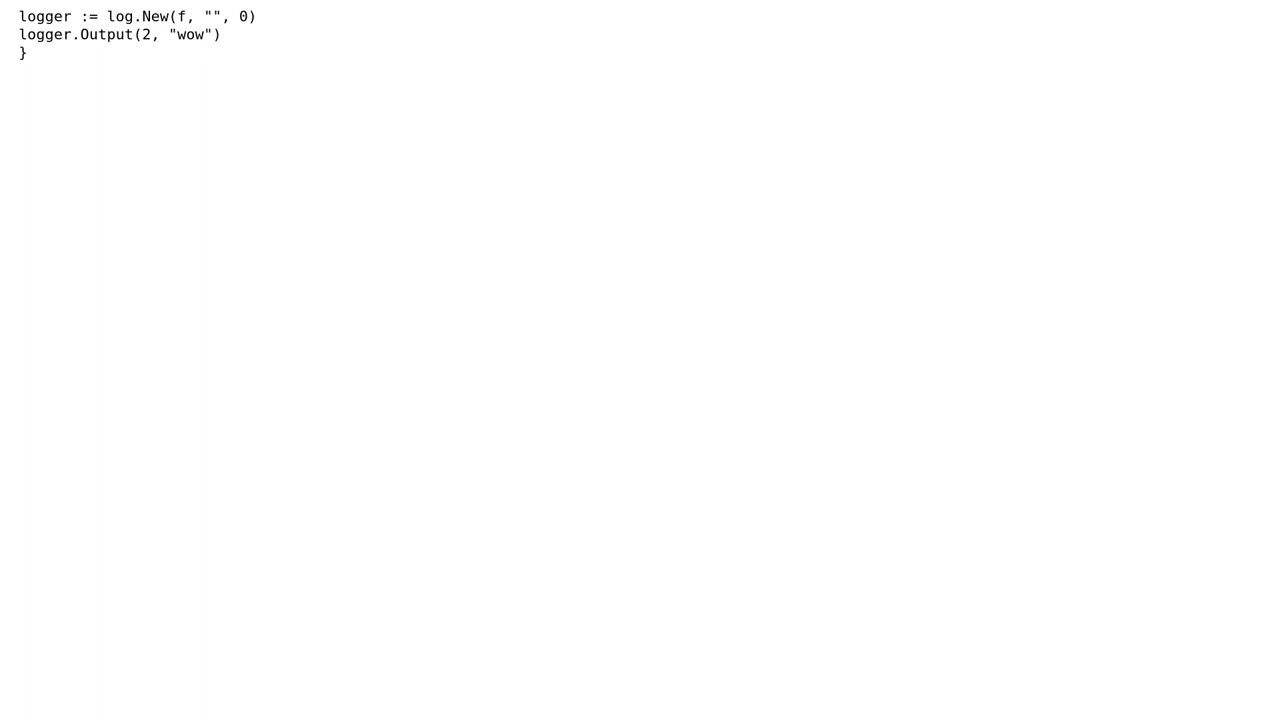 logger := log.New(f, "", 0)
logger.Output(2, "wow")
}